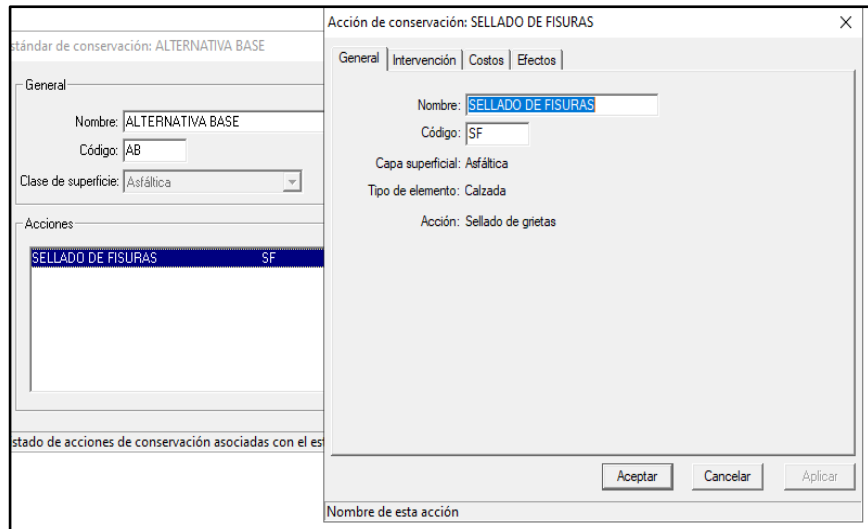 stándar de conservación: ALTERNATIVA BASE
General
Nombre: ALTERNATIVA BASE
Código: AB
Clase de superficie: Asfáltica
Acciones
SELLADO DE FISURAS SF
stado de acciones de conservación asociadas con el es
Acción de conservación: SELLADO DE FISURAS
General Intervención Costos Efectos
Nombre: SELLADO DE FISURAS
Código: SF
Capa superficial: Asfáltica
Tipo de elemento: Calzada
Acción: Sellado de grietas
Aceptar Cancelar Aplicar
Nombre de esta acción